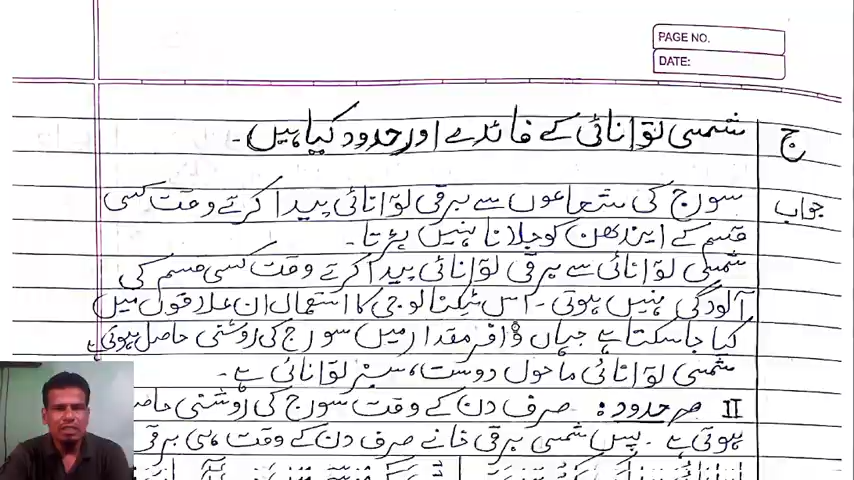 PAGE NO.
DATE:
ج شمسی توانائی کے فائدے اور حدود کیا ہیں۔
جواب سورج کی شعاعوں سے برقی توانائی پیدا کرتے وقت کسی
قسم کے ایندھن کو جلانا نہیں پڑتا۔
شمسی توانائی سے برقی توانائی پیدا کرتے وقت کسی قسم کی
آلودگی نہیں ہوتی۔ اس ٹیکنالوجی کا استعمال ان علاقوں میں
کیا جاسکتا ہے جہاں وافر مقدار میں سورج کی روشنی حاصل ہوتی ہے
شمسی توانائی ماحول دوست، سبز توانائی ہے۔
II حدود: صرف دن کے وقت سورج کی روشنی
ہوتی ہے۔ پس شمسی برقی خانے صرف دن کے وقت ہی برقی